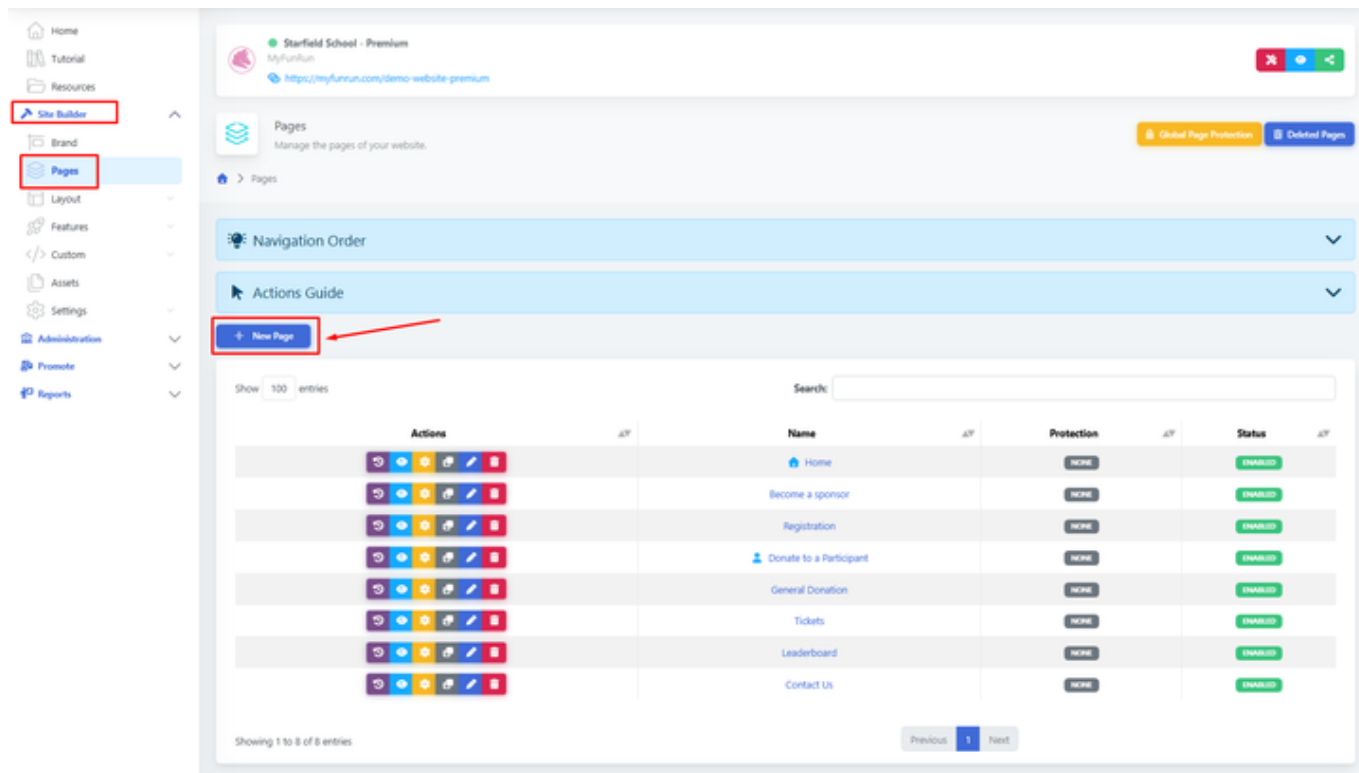 Home
Tutorial
Resources
Site Builder
Brand
Pages
Layout
Features
Custom
Assets
Settings
Administration
Promote
Reports
Starfield School - Premium
MyFunRun
https://myfunrun.com/demo-website-premium
Pages
Manage the pages of your website.
Global Page Protection
Deleted Pages
> Pages
Navigation Order
Actions Guide
+ New Page
Show 100 entries
Search:
Actions Name Protection Status
Home NONE ENABLED
Become a sponsor NONE ENABLED
Registration NONE ENABLED
Donate to a Participant NONE ENABLED
General Donation NONE ENABLED
Tickets NONE ENABLED
Leaderboard NONE ENABLED
Contact Us NONE ENABLED
Showing 1 to 8 of 8 entries
Previous 1 Next